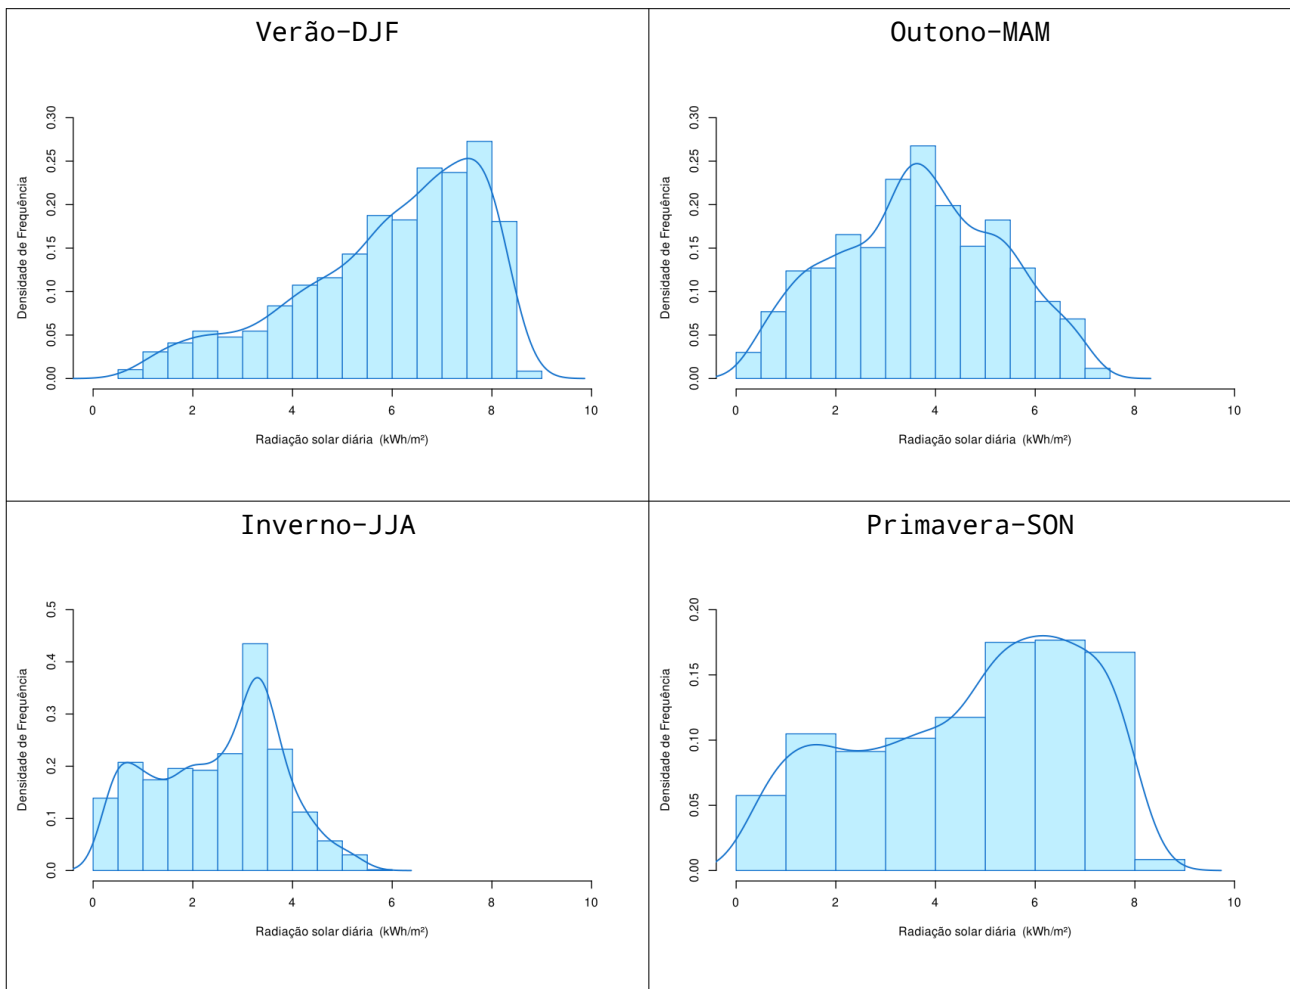 Verão-DJF
0.30
0.25
0.20
0.15
0.10
0.05
0.00
Densidade de Frequência
0 2 4 6 8 10
Radiação solar diária (kWh/m²)
Outono-MAM
0.30
0.25
0.20
0.15
0.10
0.05
0.00
Densidade de Frequência
0 2 4 6 8 10
Radiação solar diária (kWh/m²)
Inverno-JJA
0.5
0.4
0.3
0.2
0.1
0.0
Densidade de Frequência
0 2 4 6 8 10
Radiação solar diária (kWh/m²)
Primavera-SON
0.20
0.15
0.10
0.05
0.00
Densidade de Frequência
0 2 4 6 8 10
Radiação solar diária (kWh/m²)